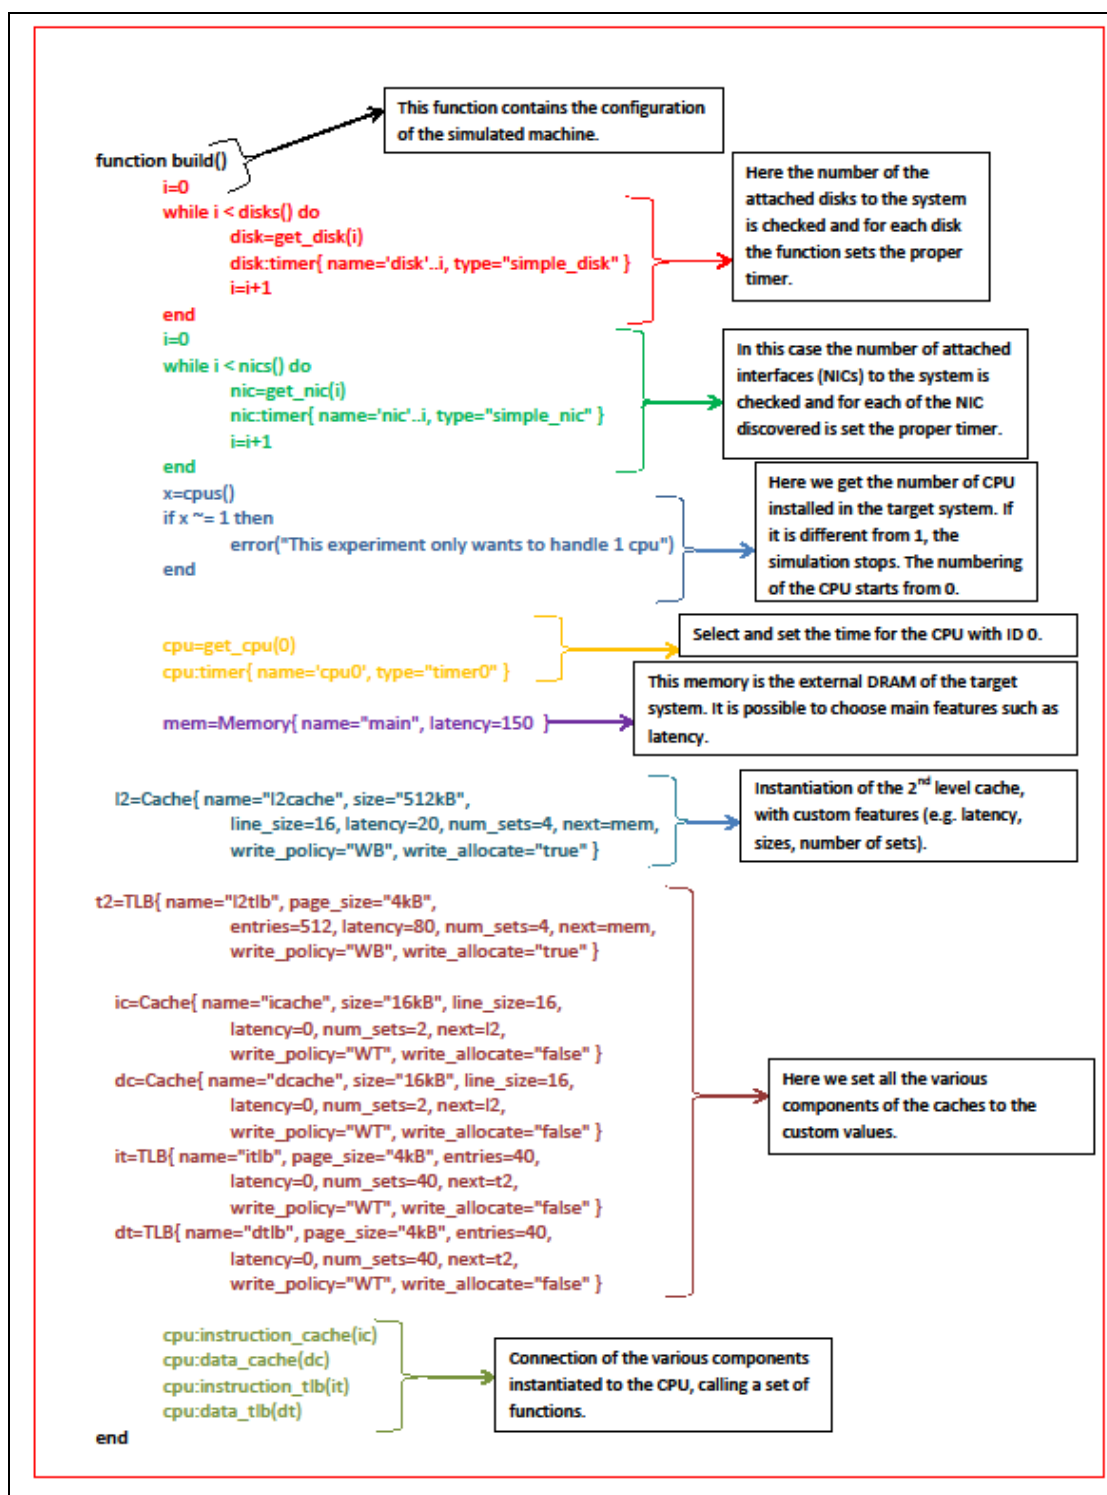 This function contains the configuration
of the simulated machine.
function build()
i=0
while i < disks() do
disk=get_disk(i)
disk:timer{ name='disk'..i, type="simple_disk" }
i=i+1
end
Here the number of the
attached disks to the system
is checked and for each disk
the function sets the proper
timer.
i=0
while i < nics() do
nic=get_nic(i)
nic:timer{ name='nic'..i, type="simple_nic" }
i=i+1
end
In this case the number of attached
interfaces (NICs) to the system is
checked and for each of the NIC
discovered is set the proper timer.
x=cpus()
if x ~= 1 then
error("This experiment only wants to handle 1 cpu")
end
Here we get the number of CPU
installed in the target system. If
it is different from 1, the
simulation stops. The numbering
of the CPU starts from 0.
cpu=get_cpu(0)
cpu:timer{ name='cpu0', type="timer0" }
Select and set the time for the CPU with ID 0.
mem=Memory{ name="main", latency=150 }
This memory is the external DRAM of the target
system. It is possible to choose main features such as
latency.
l2=Cache{ name="l2cache", size="512kB",
line_size=16, latency=20, num_sets=4, next=mem,
write_policy="WB", write_allocate="true" }
Instantiation of the 2nd level cache,
with custom features (e.g. latency,
sizes, number of sets).
t2=TLB{ name="l2tlb", page_size="4kB",
entries=512, latency=80, num_sets=4, next=mem,
write_policy="WB", write_allocate="true" }
ic=Cache{ name="icache", size="16kB", line_size=16,
latency=0, num_sets=2, next=l2,
write_policy="WT", write_allocate="false" }
dc=Cache{ name="dcache", size="16kB", line_size=16,
latency=0, num_sets=2, next=l2,
write_policy="WT", write_allocate="false" }
it=TLB{ name="itlb", page_size="4kB", entries=40,
latency=0, num_sets=40, next=t2,
write_policy="WT", write_allocate="false" }
dt=TLB{ name="dtlb", page_size="4kB", entries=40,
latency=0, num_sets=40, next=t2,
write_policy="WT", write_allocate="false" }
Here we set all the various
components of the caches to the
custom values.
cpu:instruction_cache(ic)
cpu:data_cache(dc)
cpu:instruction_tlb(it)
cpu:data_tlb(dt)
Connection of the various components
instantiated to the CPU, calling a set of
functions.
end